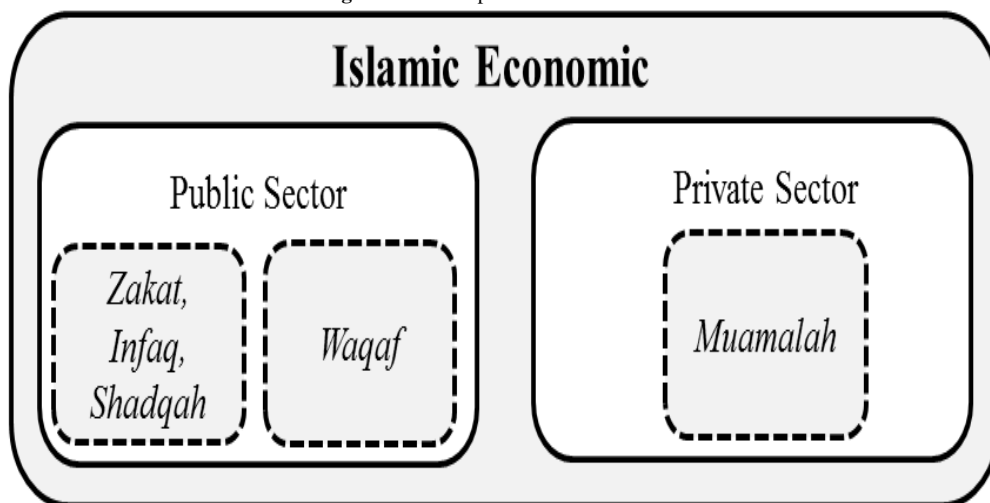 Islamic Economic
Public Sector
Zakat,
Infaq,
Shadqah
Waqaf
Private Sector
Muamalah